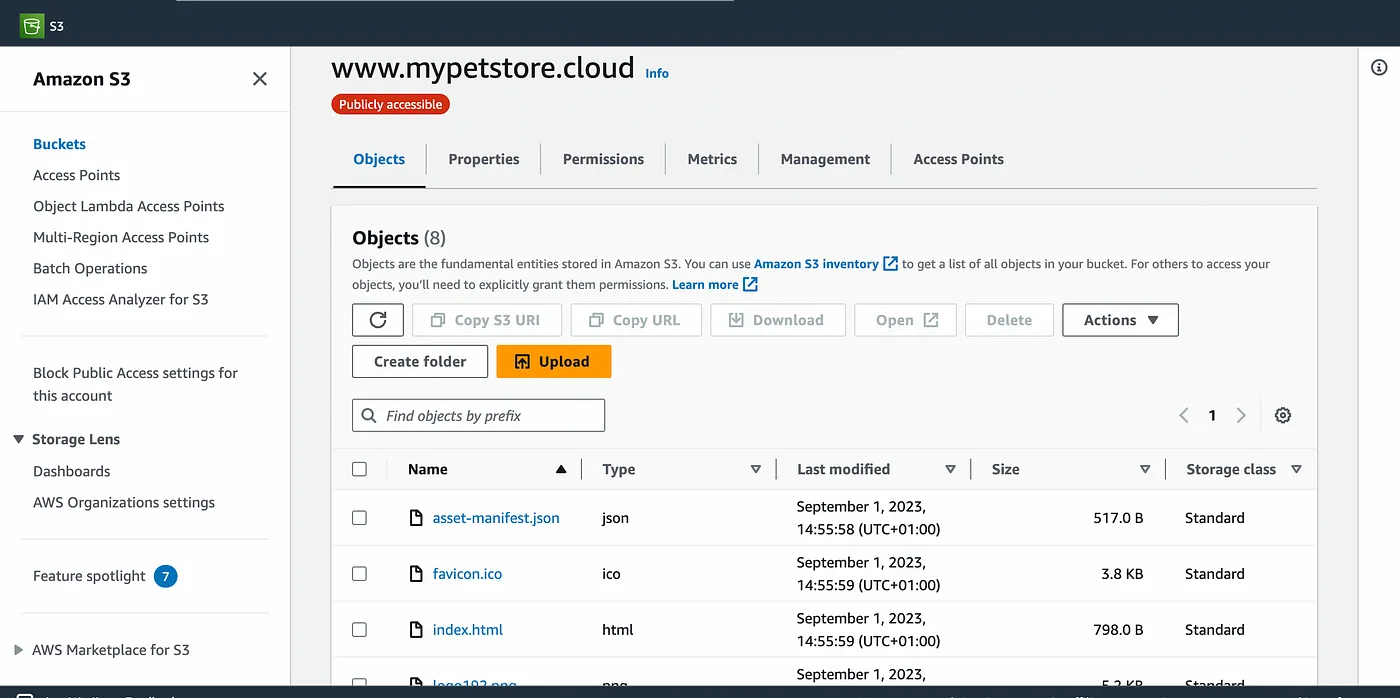 S3
Amazon S3
Buckets
Access Points
Object Lambda Access Points
Multi-Region Access Points
Batch Operations
IAM Access Analyzer for S3
Block Public Access settings for
this account
Storage Lens
Dashboards
AWS Organizations settings
Feature spotlight 7
AWS Marketplace for S3
www.mypetstore.cloud Info
Publicly accessible
Objects Properties Permissions Metrics Management Access Points
Objects (8)
Objects are the fundamental entities stored in Amazon S3. You can use Amazon S3 inventory to get a list of all objects in your bucket. For others to access your
objects, you'll need to explicitly grant them permissions. Learn more
Copy S3 URI Copy URL Download Open Delete Actions
Create folder Upload
Find objects by prefix 1
Name Type Last modified Size Storage class
asset-manifest.json json September 1, 2023, 517.0 B Standard
14:55:58 (UTC+01:00)
favicon.ico ico September 1, 2023, 3.8 KB Standard
14:55:59 (UTC+01:00)
index.html html September 1, 2023, 798.0 B Standard
14:55:59 (UTC+01:00)
September 1, 2023,
logo192.png png 5.2 KB Standard